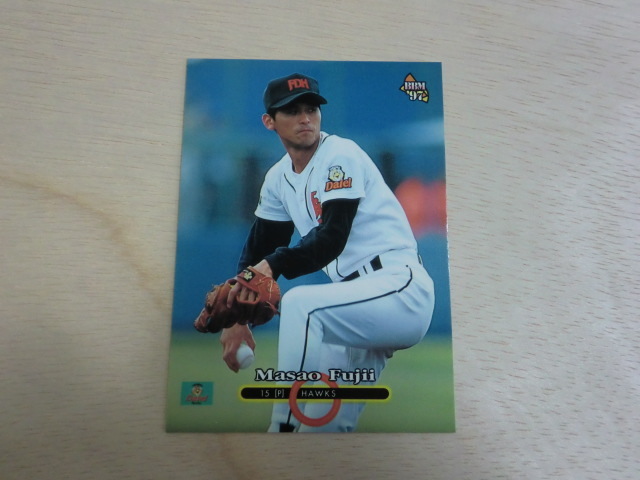 BBM
'97
FDH
Daiei
Masao Fujii
15 [P] HAWKS